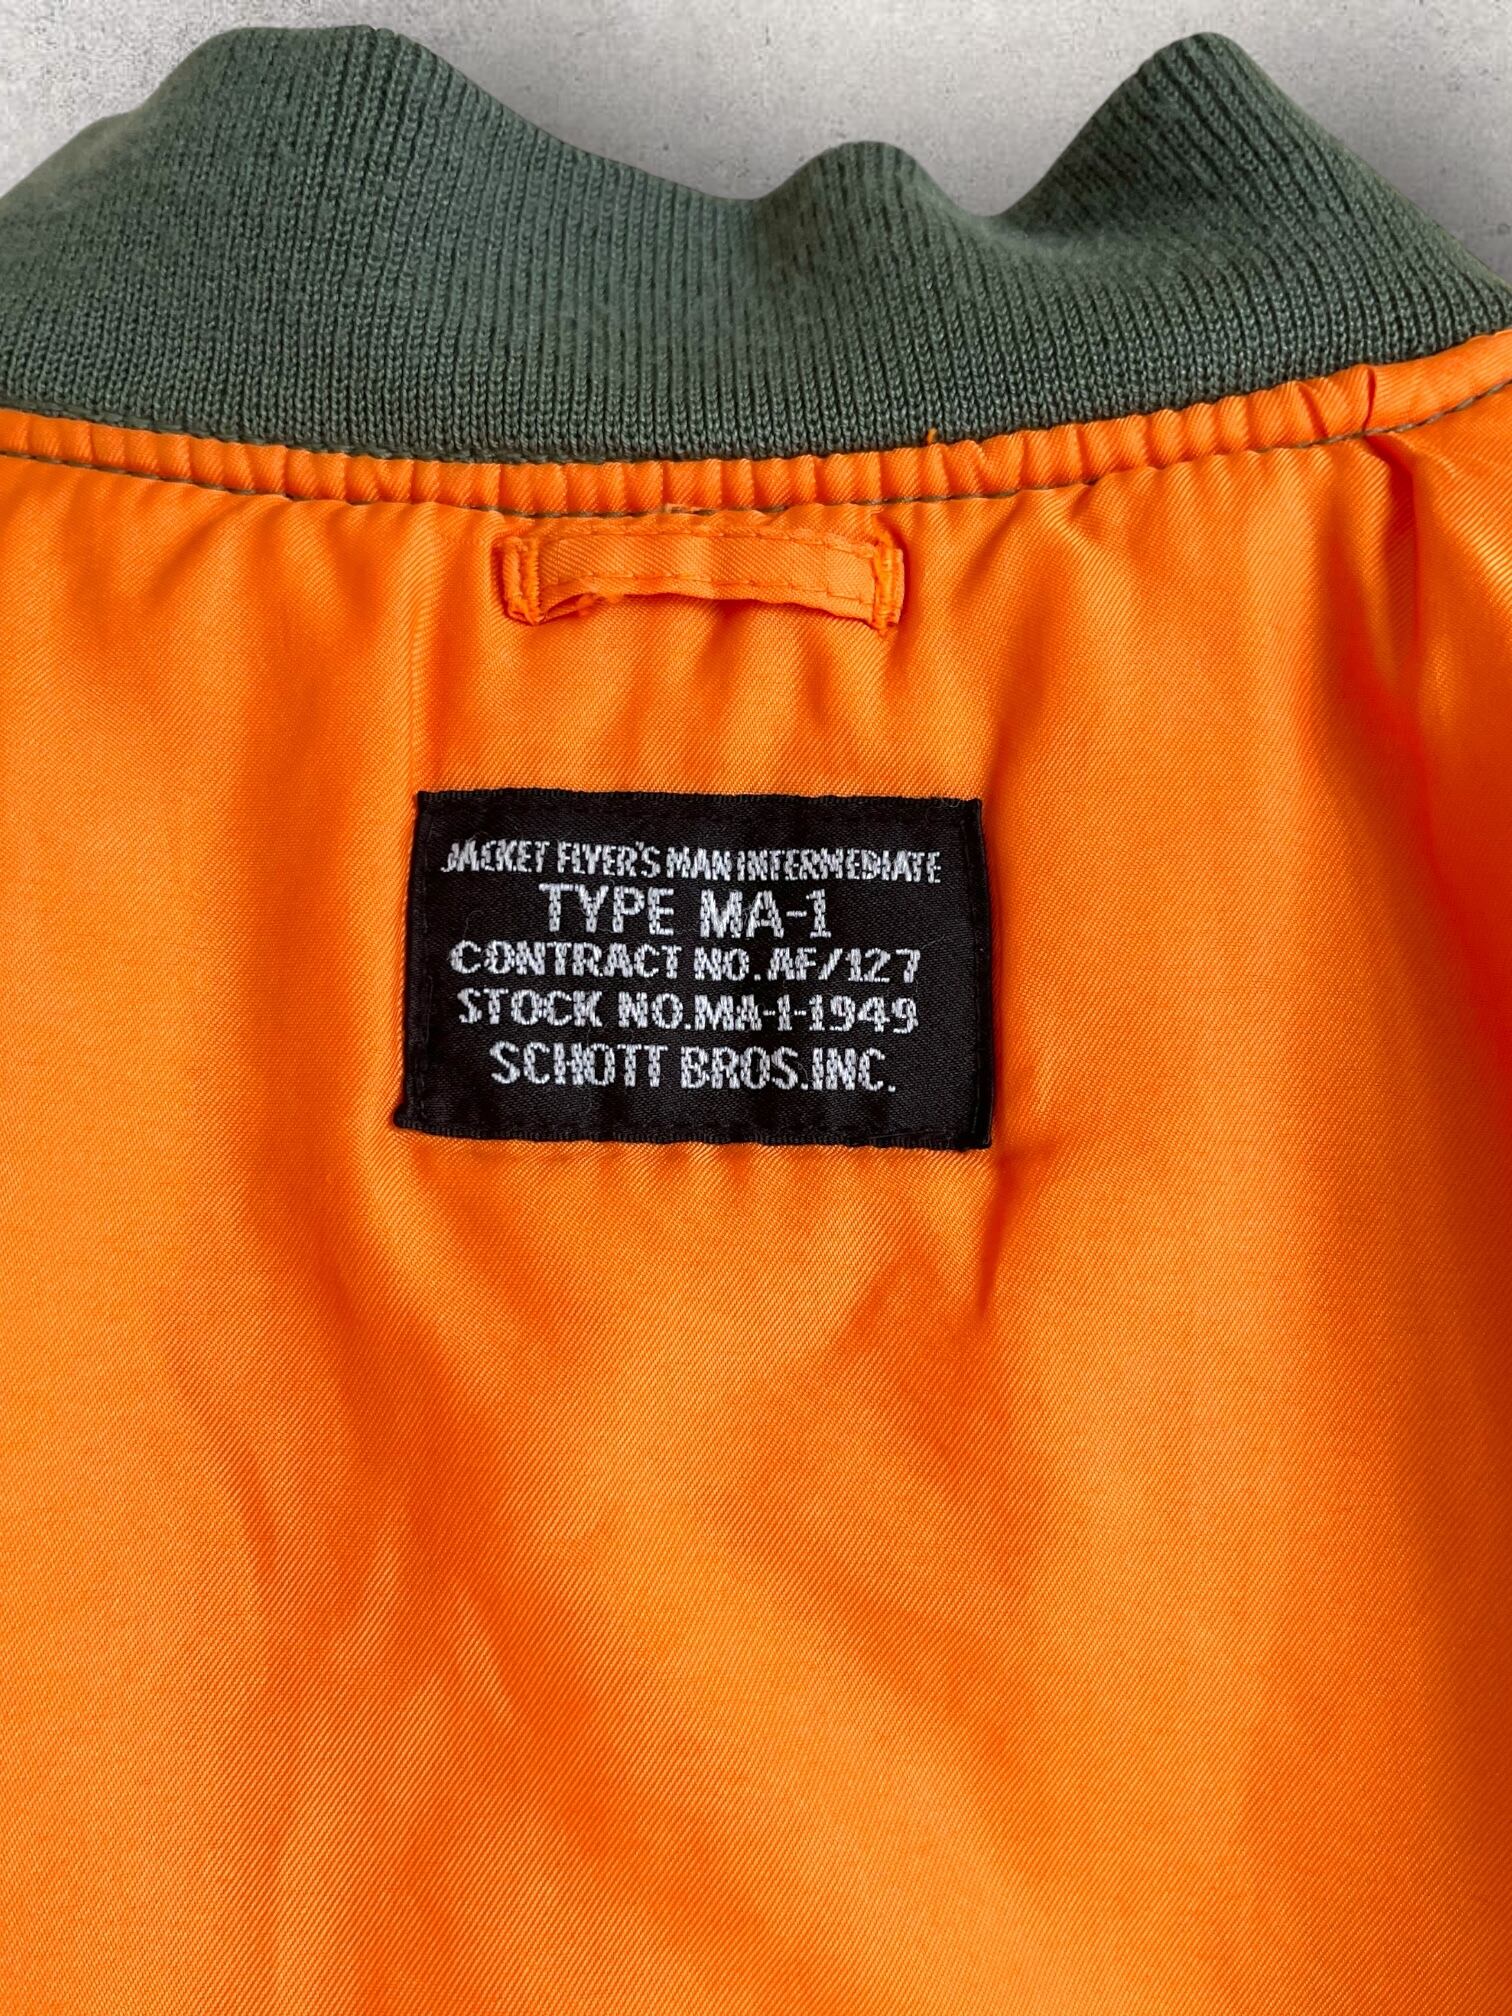 JACKET FLYER'S MAN INTERMEDIATE
TYPE MA-1
CONTRACT NO. AF/127
STOCK NO. MA-1-1949
SCHOTT BROS. INC.